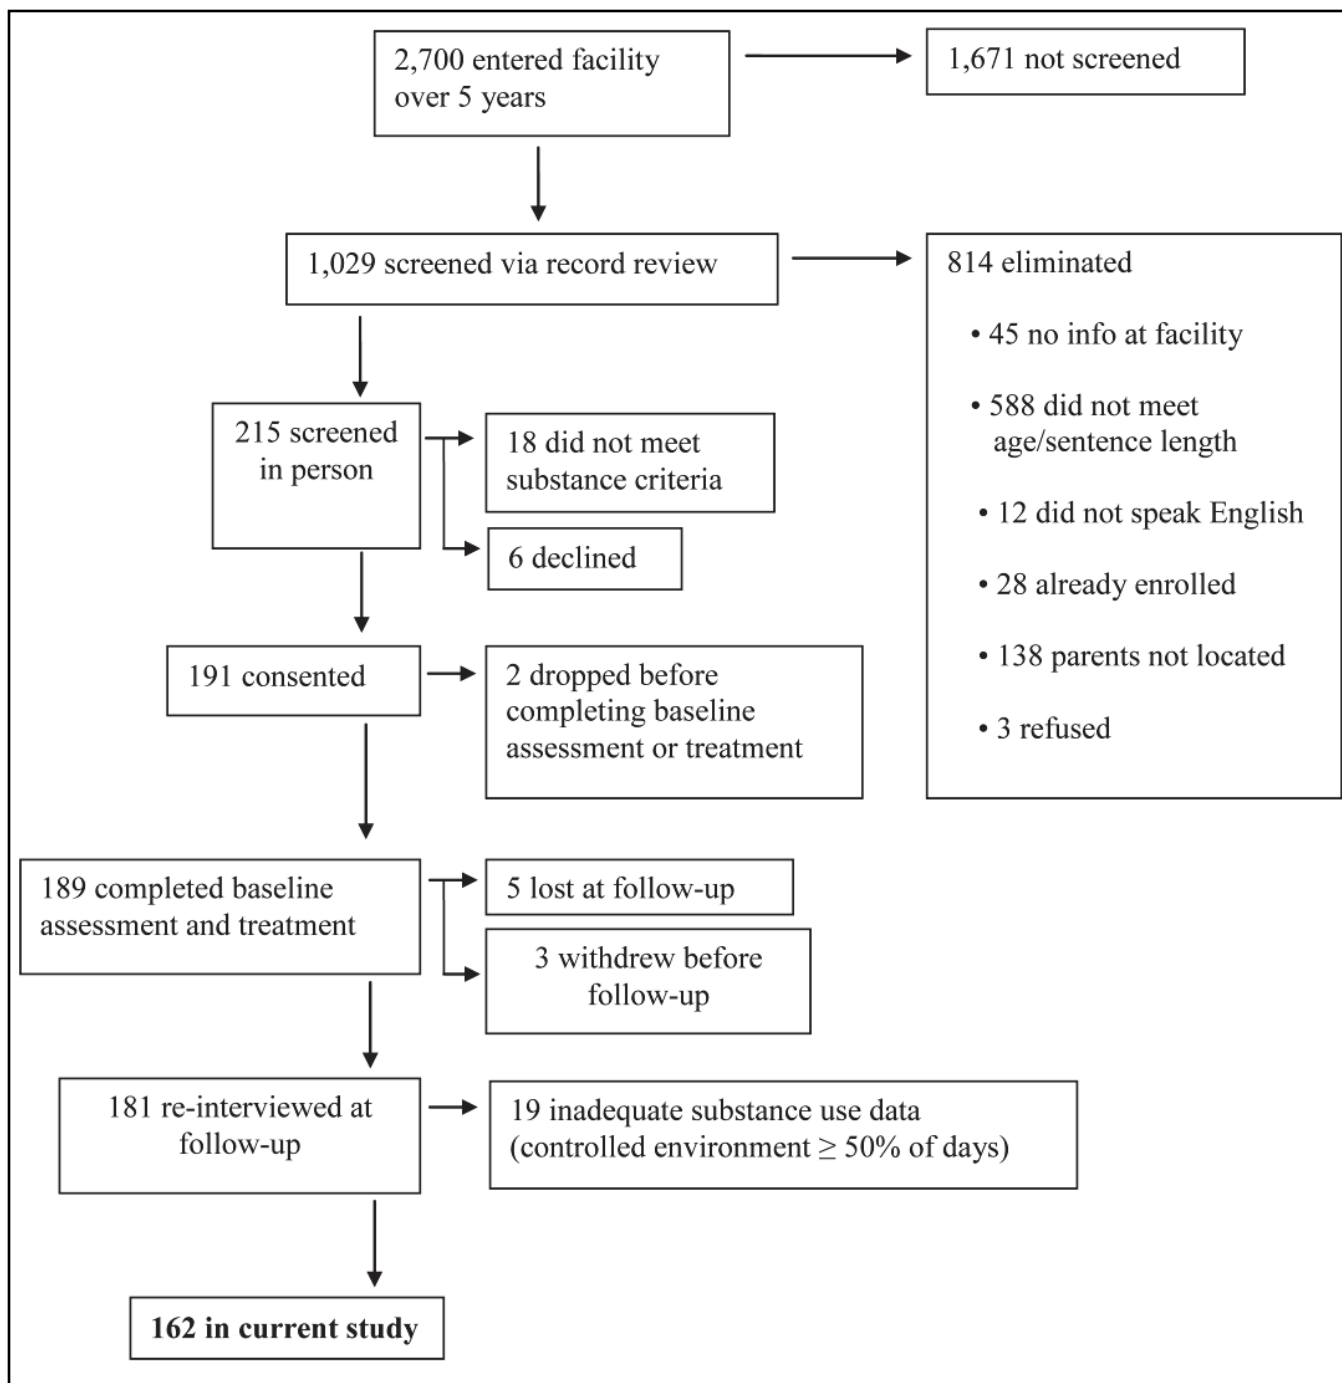 2,700 entered facility
over 5 years
1,671 not screened
1,029 screened via record review
814 eliminated
• 45 no info at facility
• 588 did not meet
age/sentence length
• 12 did not speak English
• 28 already enrolled
• 138 parents not located
• 3 refused
215 screened
in person
18 did not meet
substance criteria
6 declined
191 consented
2 dropped before
completing baseline
assessment or treatment
189 completed baseline
assessment and treatment
5 lost at follow-up
3 withdrew before
follow-up
181 re-interviewed at
follow-up
19 inadequate substance use data
(controlled environment ≥ 50% of days)
162 in current study